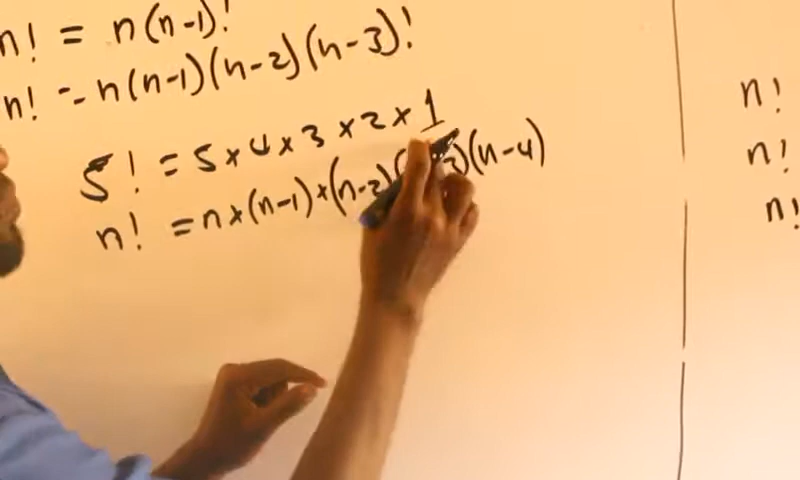 n! = n(n-1)!
n! = n(n-1)(n-2)(n-3)!
5! = 5×4×3×2×1
n! = n×(n-1)×(n-2)(n-4)
n!
n!
n!